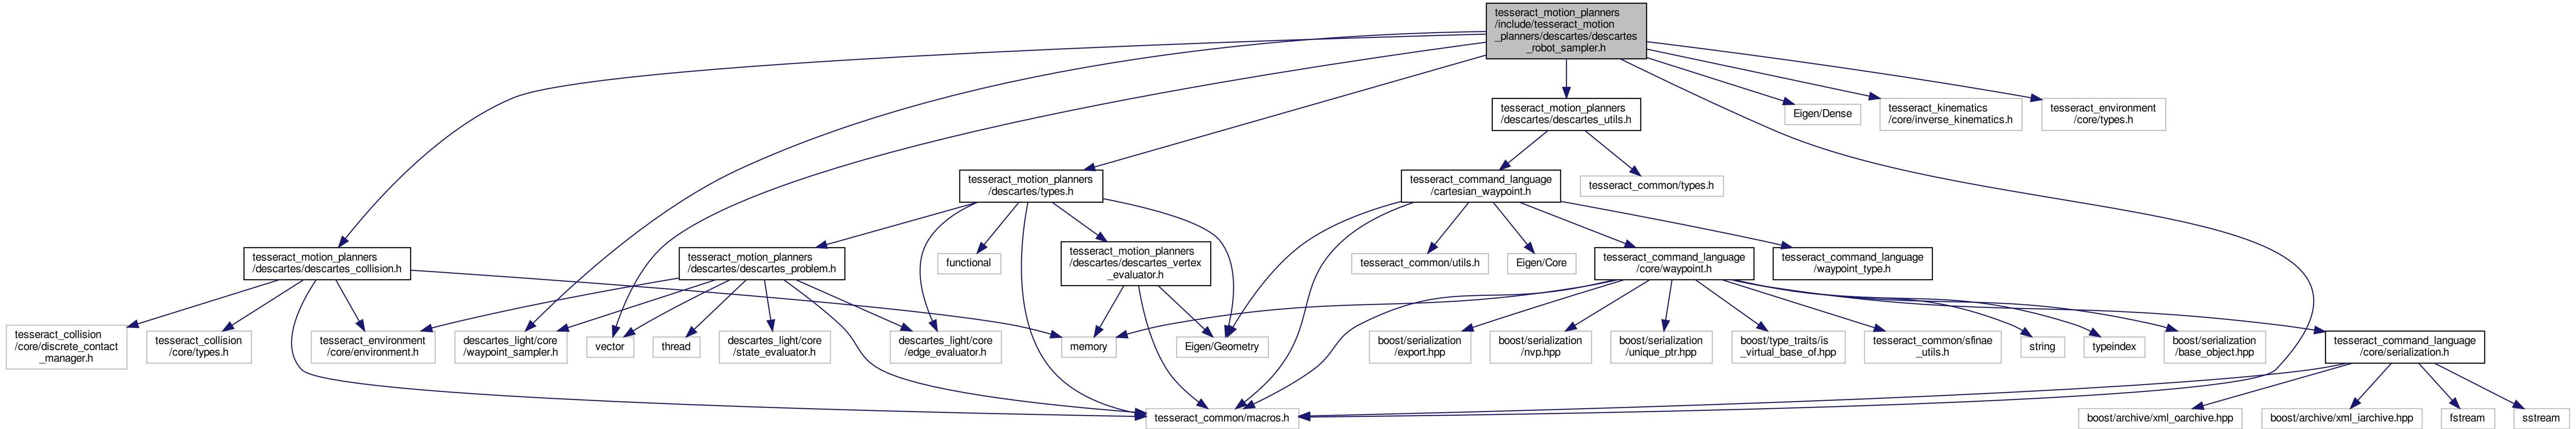 tesseract_motion_planners
/include/tesseract_motion
_planners/descartes/descartes
_robot_sampler.h
tesseract_motion_planners
/descartes/descartes_utils.h
Eigen/Dense
tesseract_kinematics
/core/inverse_kinematics.h
tesseract_environment
/core/types.h
tesseract_motion_planners
/descartes/types.h
tesseract_command_language
/cartesian_waypoint.h
tesseract_common/types.h
tesseract_motion_planners
/descartes/descartes_collision.h
tesseract_motion_planners
/descartes/descartes_problem.h
functional
tesseract_motion_planners
/descartes/descartes_vertex
_evaluator.h
tesseract_common/utils.h
Eigen/Core
tesseract_command_language
/core/waypoint.h
tesseract_command_language
/waypoint_type.h
tesseract_collision
/core/discrete_contact
_manager.h
tesseract_collision
/core/types.h
tesseract_environment
/core/environment.h
descartes_light/core
/waypoint_sampler.h
vector
thread
descartes_light/core
/state_evaluator.h
descartes_light/core
/edge_evaluator.h
memory
Eigen/Geometry
boost/serialization
/export.hpp
boost/serialization
/nvp.hpp
boost/serialization
/unique_ptr.hpp
boost/type_traits/is
_virtual_base_of.hpp
tesseract_common/sfinae
_utils.h
string
typeindex
boost/serialization
/base_object.hpp
tesseract_command_language
/core/serialization.h
tesseract_common/macros.h
boost/archive/xml_oarchive.hpp
boost/archive/xml_iarchive.hpp
fstream
sstream